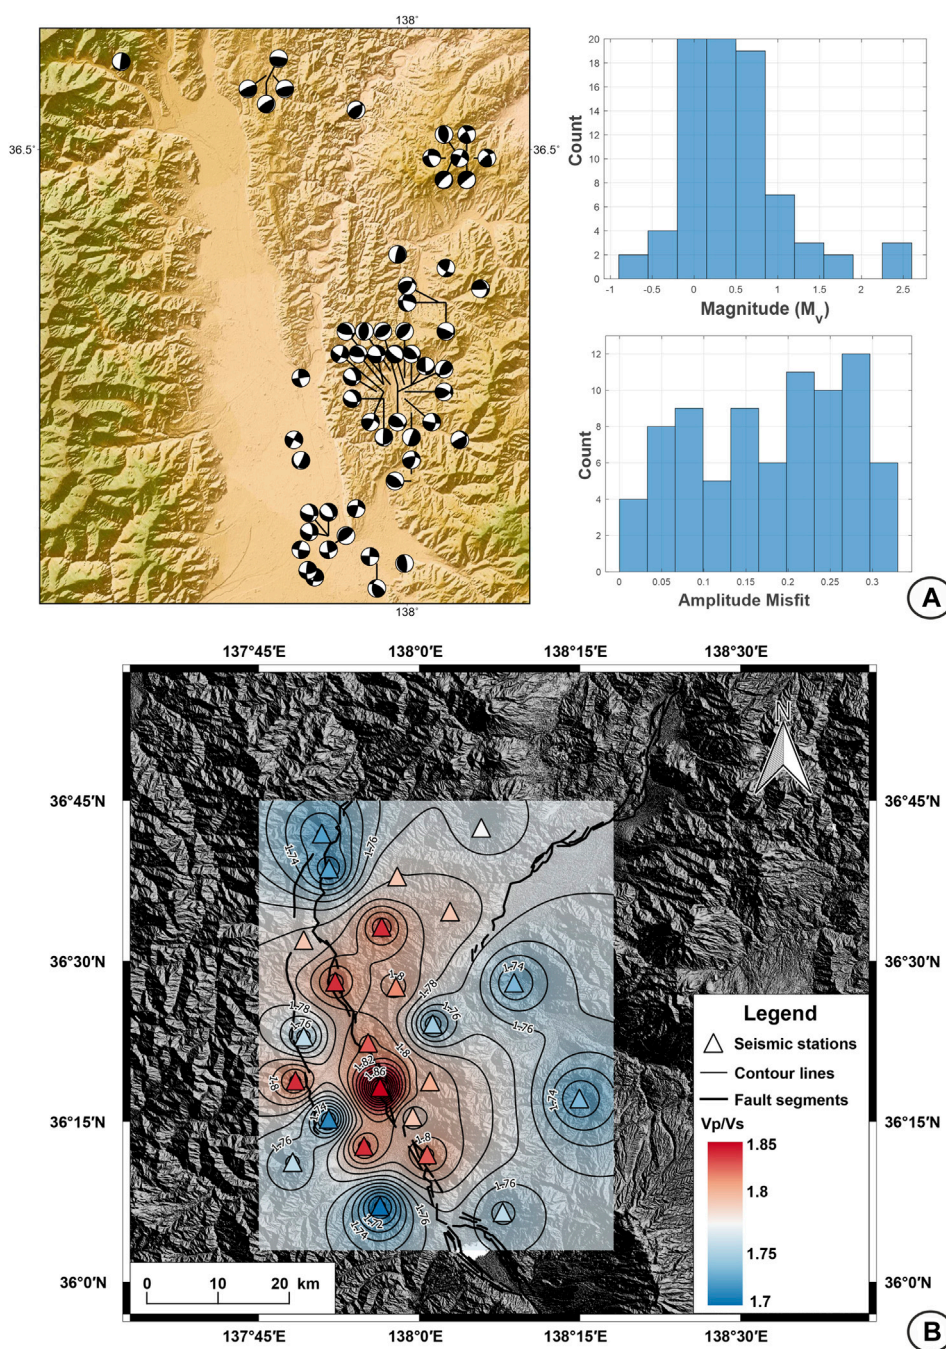 138°
36.5°
36.5°
138°
20
18
16
14
12
10
8
6
4
2
0
Count
-1
-0.5
0
0.5
1
1.5
2
2.5
Magnitude (Mv)
12
10
8
6
4
2
0
Count
0
0.05
0.1
0.15
0.2
0.25
0.3
Amplitude Misfit
A
137°45′E
138°0′E
138°15′E
138°30′E
N
36°45′N
36°45′N
1.74
1.76
36°30′N
36°30′N
1.8
1.78
1.74
1.78
1.76
1.76
1.76
1.8
1.82
1.86
1.8
1.74
1.74
36°15′N
36°15′N
1.76
1.8
1.76
1.76
1.72
1.74
36°0′N
36°0′N
Legend
Seismic stations
Contour lines
Fault segments
Vp/Vs
1.85
1.8
1.75
1.7
0 10 20 km
137°45′E
138°0′E
138°15′E
138°30′E
B